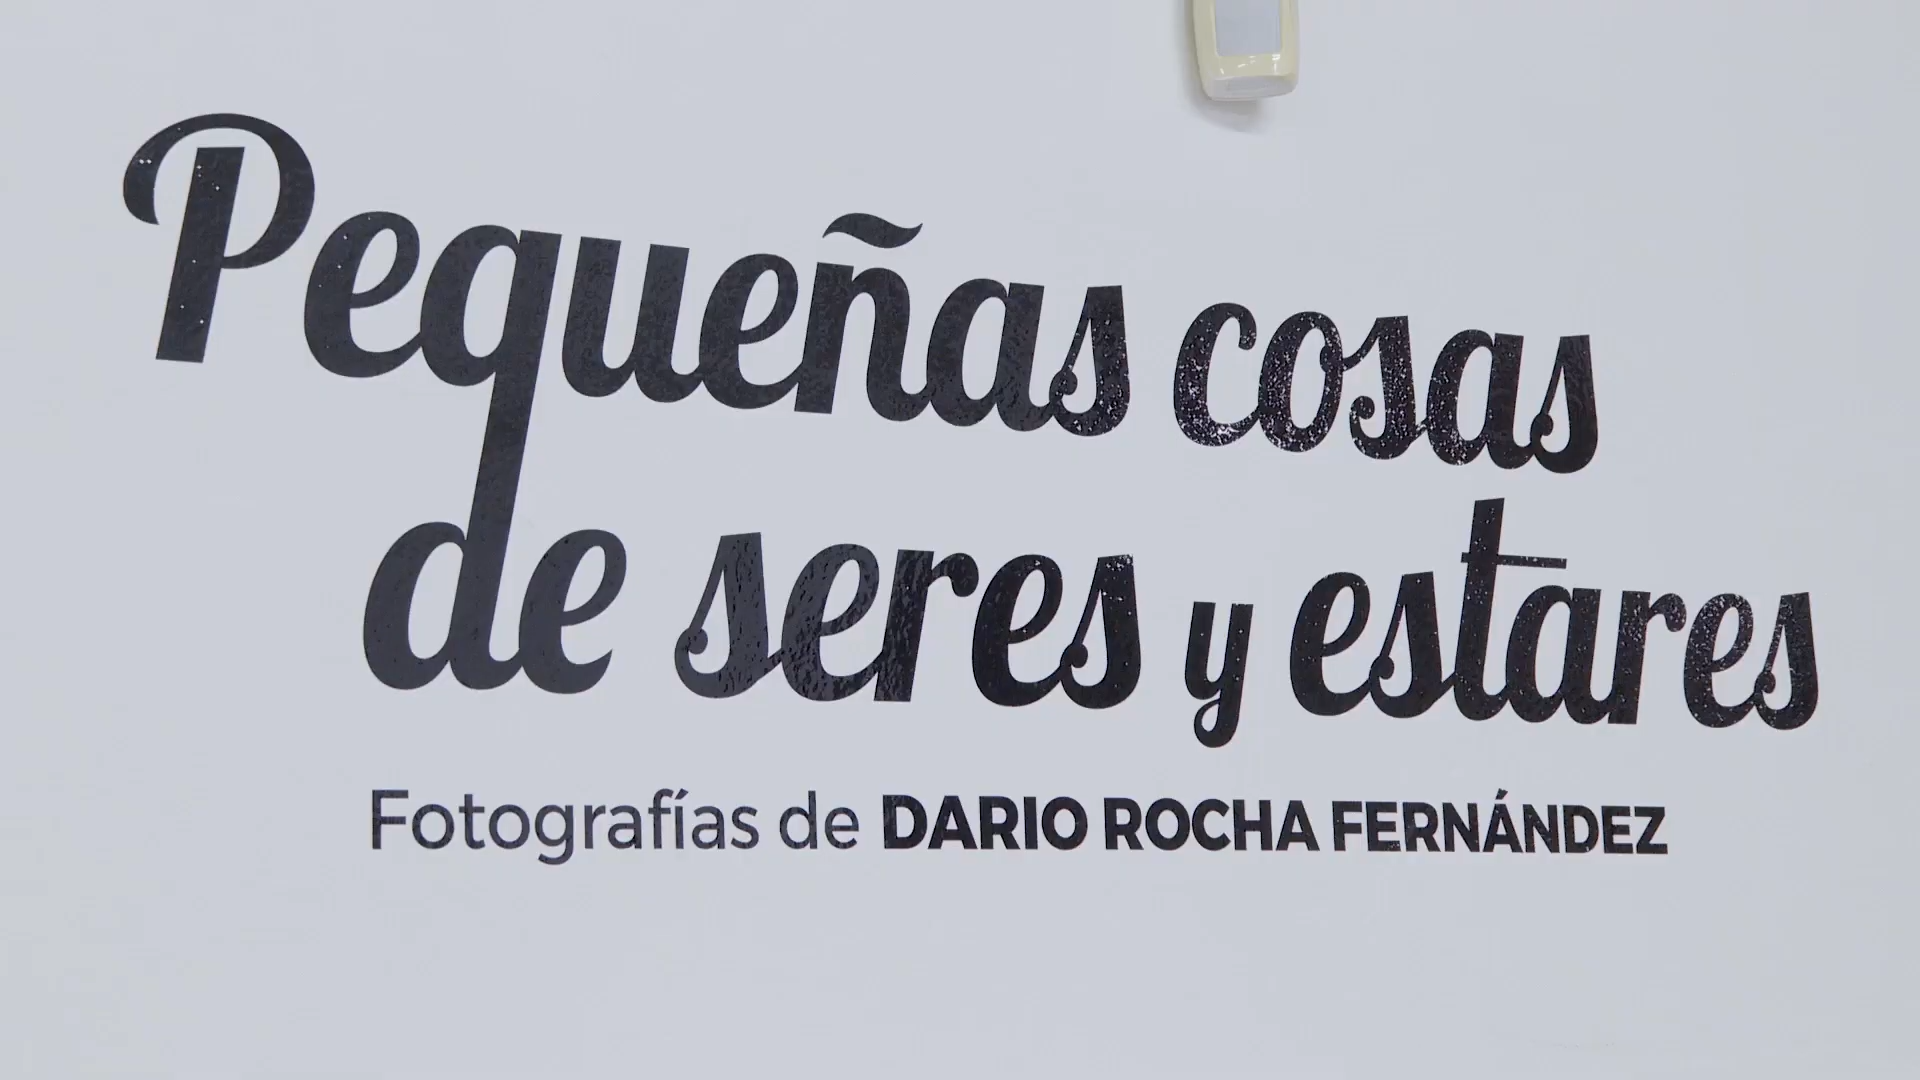 Pequeñas cosas
de seres y estares
Fotografías de DARIO ROCHA FERNÁNDEZ